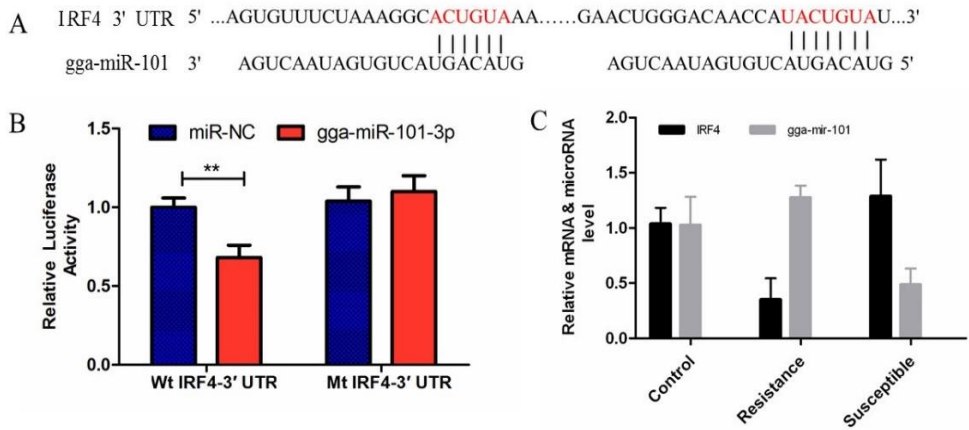 A
IRF4 3' UTR 5' ...AGUGUUUCUAAAGGCACUGUAAA......GAACUGGGACAACCAUACUGUAU...3'
gga-miR-101 3' AGUCAAUAGUGUCAUGACAUG AGUCAAUAGUGUCAUGACAUG 5'
B
miR-NC gga-miR-101-3p
Relative Luciferase
Activity
1.5
1.0
0.5
0.0
**
Wt IRF4-3′ UTR Mt IRF4-3′ UTR
C
IRF4 gga-mir-101
Relative mRNA & microRNA
level
2.0
1.5
1.0
0.5
0.0
Control
Resistance
Susceptible